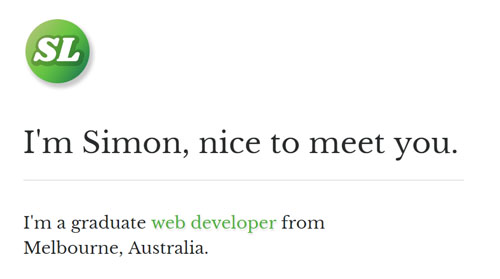 SL
I'm Simon, nice to meet you.
I'm a graduate web developer from
Melbourne, Australia.